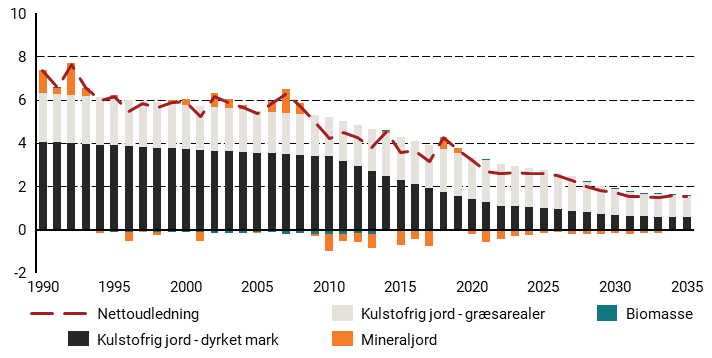 10
8
6
4
2
0
-2
1990 1995 2000 2005 2010 2015 2020 2025 2030 2035
Nettoudledning Kulstofrig jord - græsarealer Biomasse
Kulstofrig jord - dyrket mark Mineraljord